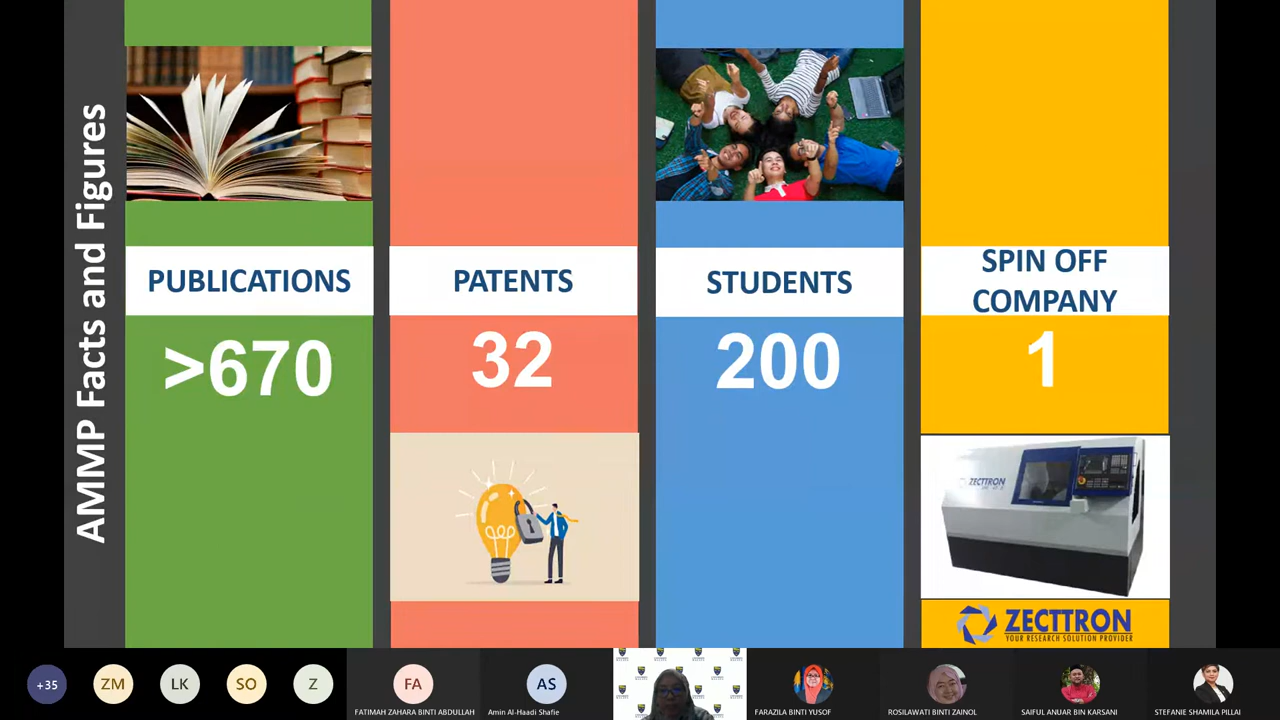 AMMP Facts and Figures
PUBLICATIONS
>670
PATENTS
32
STUDENTS
200
SPIN OFF
COMPANY
1
ZECTTRON
ZECTTRON
YOUR RESEARCH SOLUTION PROVIDER
+35
ZM
LK
SO
Z
FA
FATIMAH ZAHARA BINTI ABDULLAH
AS
Amin Al-Haadi Shafie
FARAZILA BINTI YUSOF
ROSILAWATI BINTI ZAINOL
SAIFUL ANUAR BIN KARSANI
STEFANIE SHAMILA PILLAI